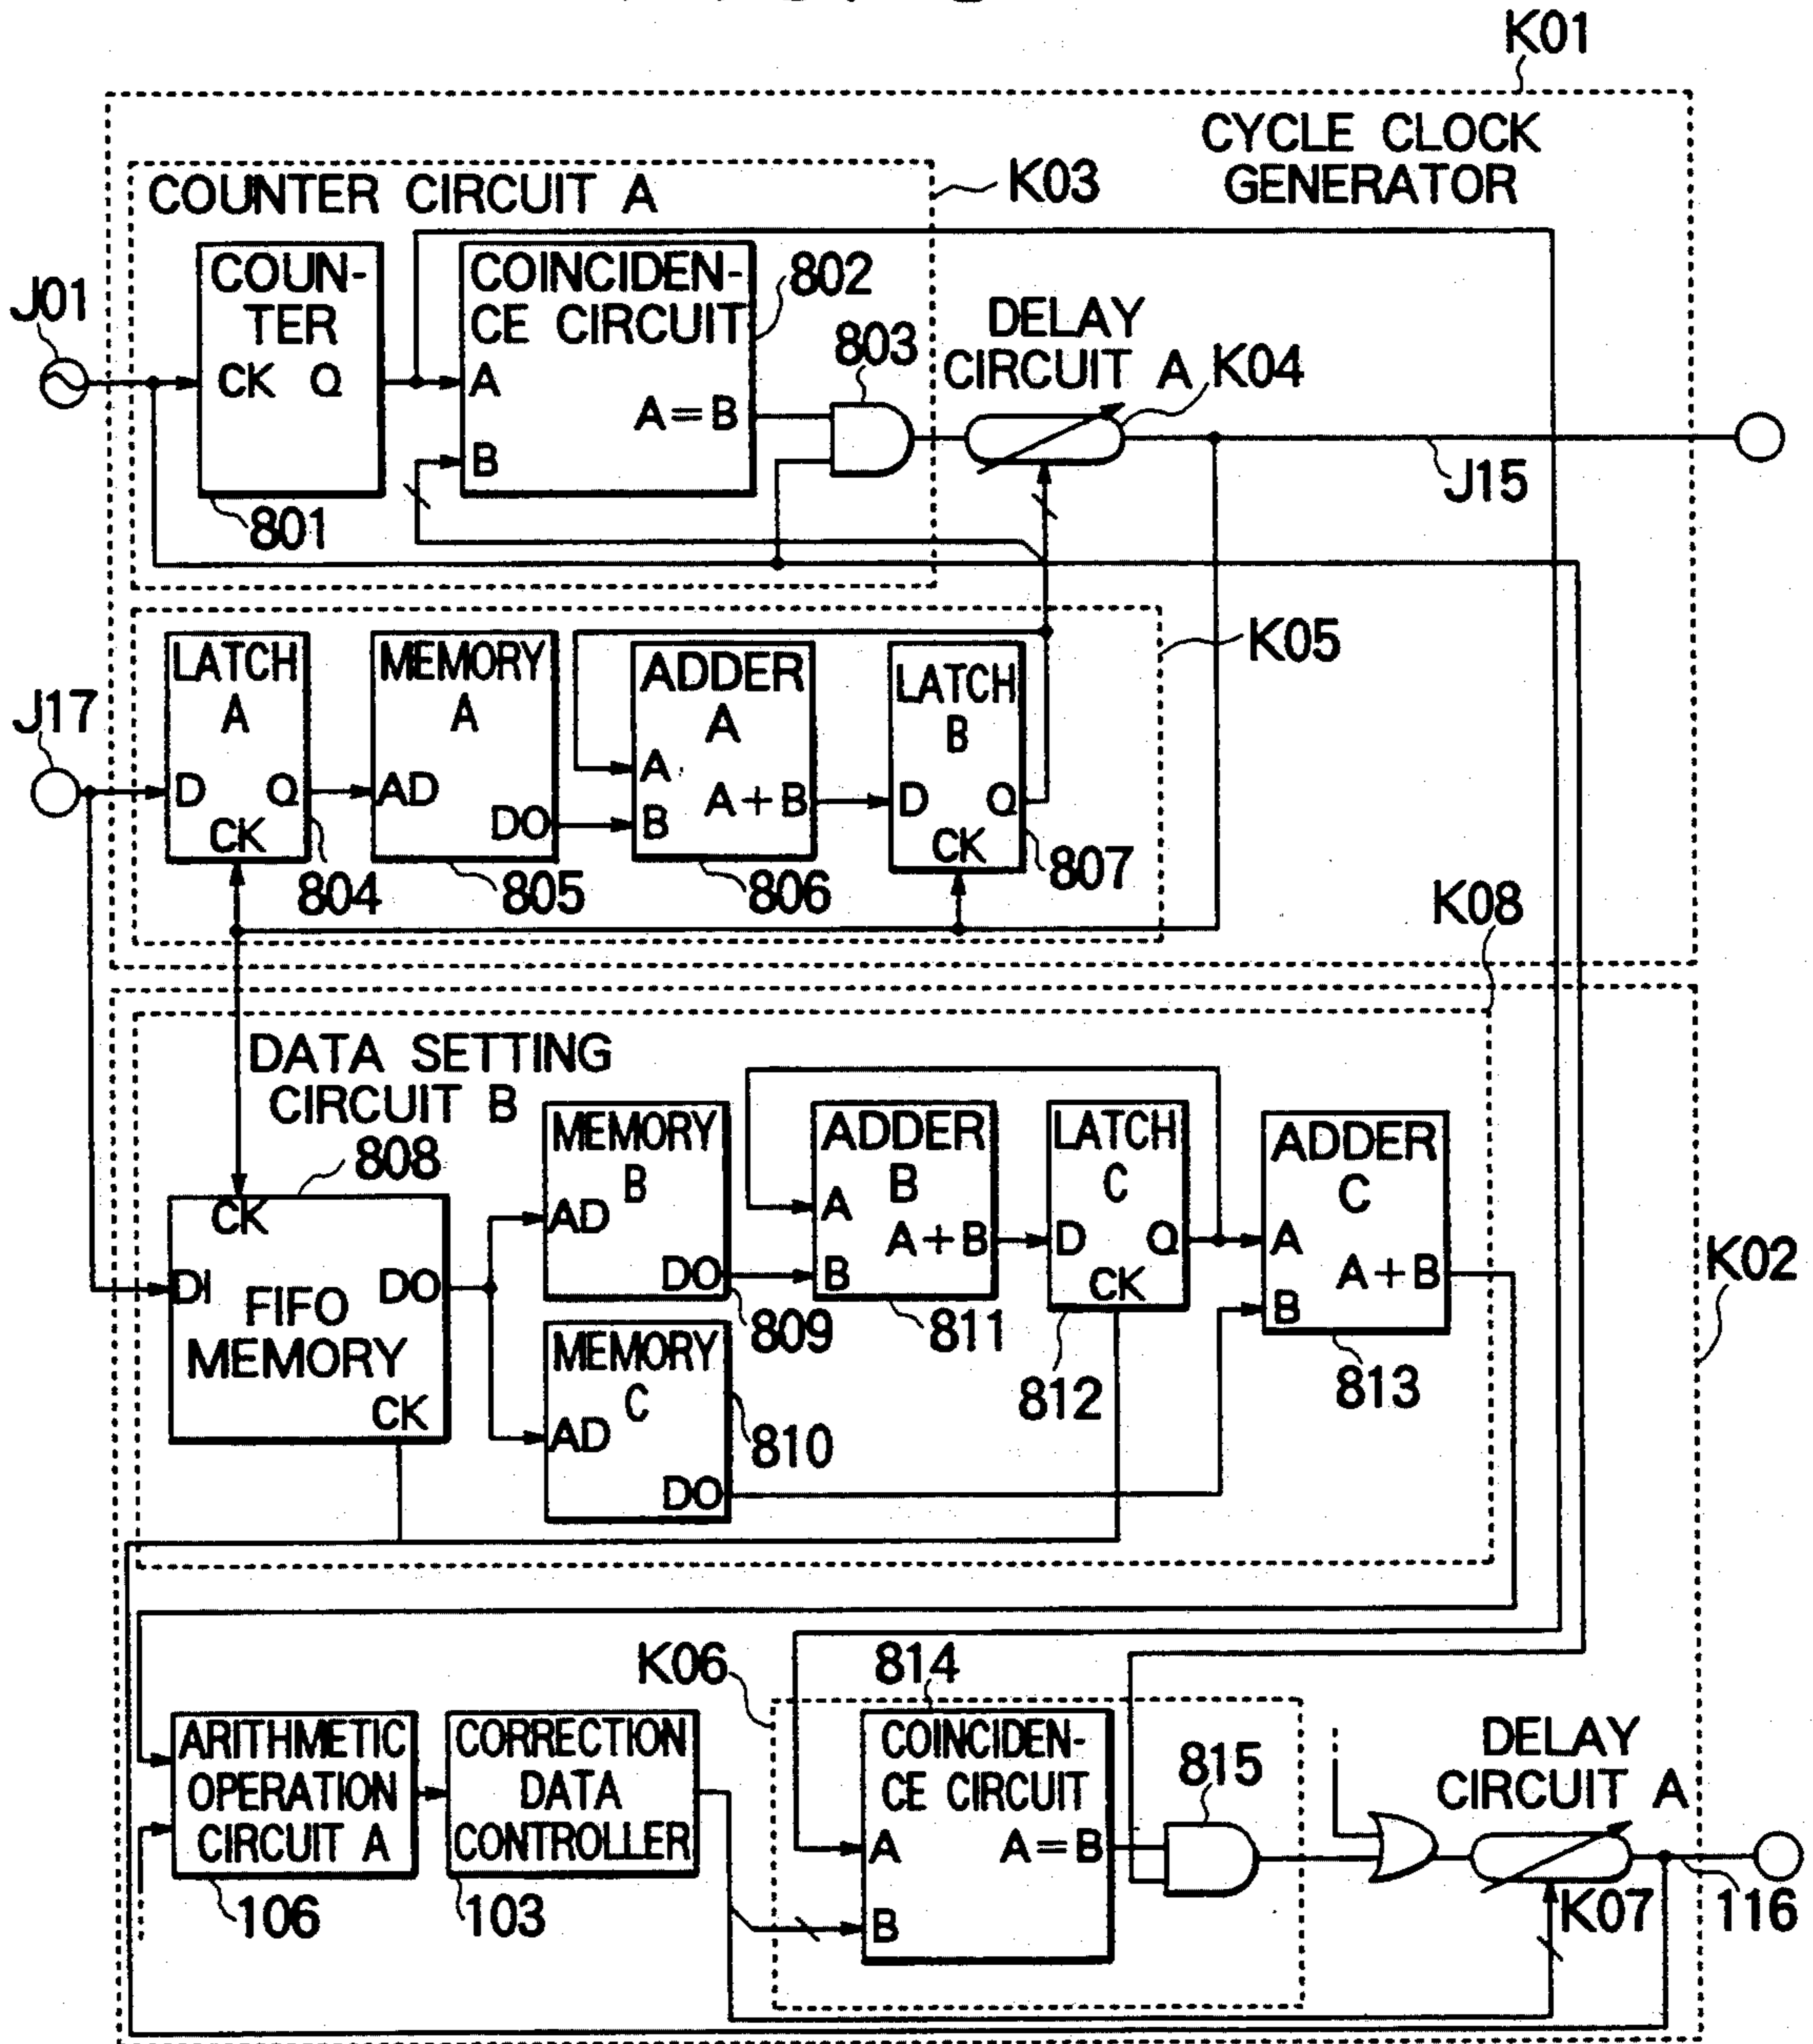 K01
CYCLE CLOCK
GENERATOR
COUNTER CIRCUIT A
K03
J01
COUN-
TER
CK Q
801
COINCIDEN-
CE CIRCUIT
A
A=B
B
802
803
DELAY
CIRCUIT A
K04
J15
K05
J17
LATCH
A
D Q
CK
804
MEMORY
A
AD
DO
805
ADDER
A
A
A+B
B
806
LATCH
B
D Q
CK
807
K08
DATA SETTING
CIRCUIT B
808
CK
DI
DO
FIFO
MEMORY
CK
MEMORY
B
AD
DO
809
MEMORY
C
AD
DO
810
ADDER
B
A
A+B
B
811
LATCH
C
D Q
CK
812
ADDER
C
A
A+B
B
813
K02
K06
814
ARITHMETIC
OPERATION
CIRCUIT A
106
CORRECTION
DATA
CONTROLLER
103
COINCIDEN-
CE CIRCUIT
A A=B
B
815
DELAY
CIRCUIT A
K07
116